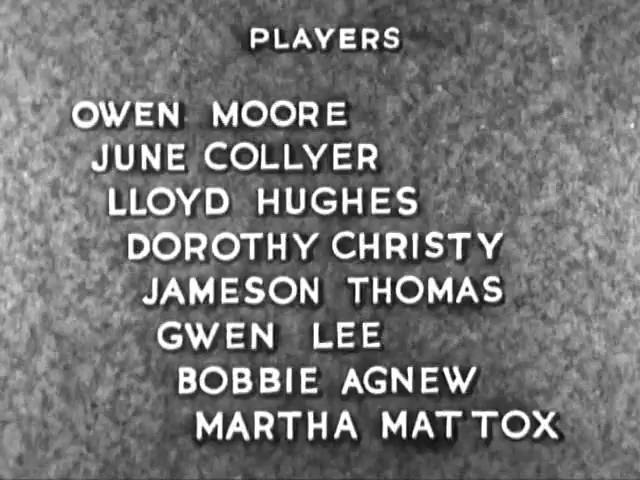 PLAYERS
OWEN MOORE
JUNE COLLYER
LLOYD HUGHES
DOROTHY CHRISTY
JAMESON THOMAS
GWEN LEE
BOBBIE AGNEW
MARTHA MATTOX